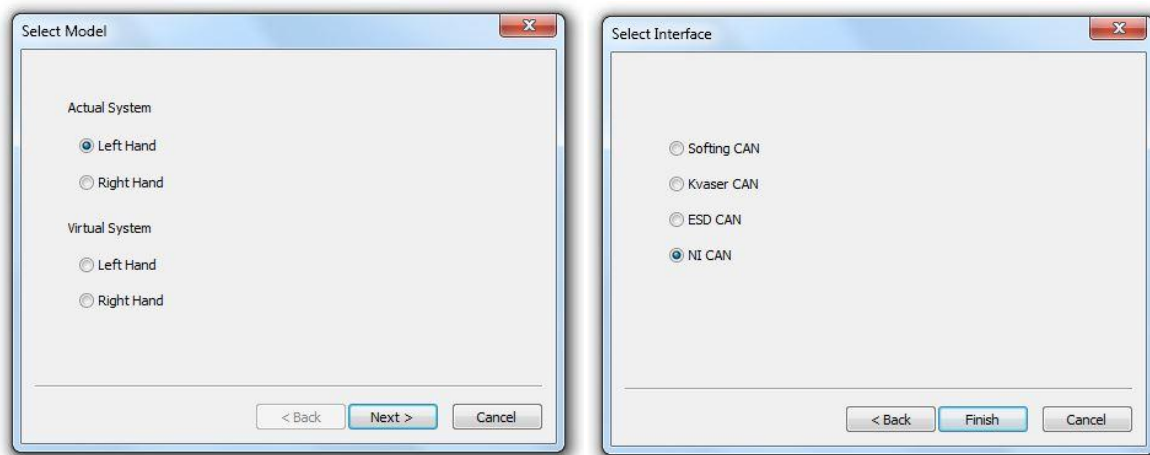 Select Model
Actual System
Left Hand
Right Hand
Virtual System
Left Hand
Right Hand
< Back Next > Cancel
Select Interface
Softing CAN
Kvaser CAN
ESD CAN
NI CAN
< Back Finish Cancel